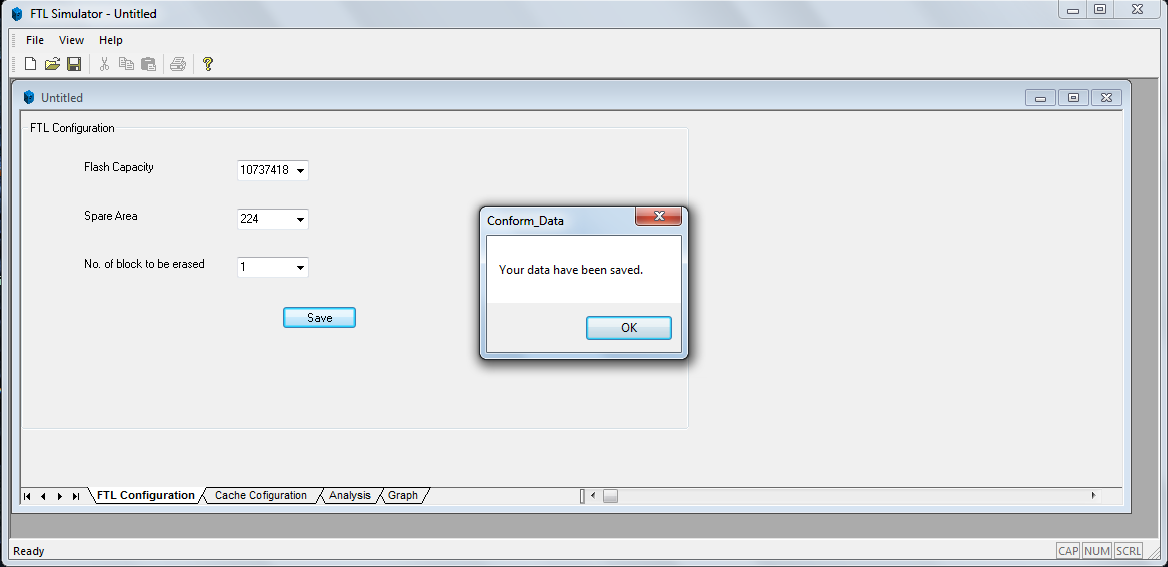 FTL Simulator - Untitled
File View Help
Untitled
FTL Configuration
Flash Capacity 10737418
Spare Area 224
No. of block to be erased 1
Save
Conform_Data
Your data have been saved.
OK
FTL Configuration Cache Cofiguration Analysis Graph
Ready CAP NUM SCRL